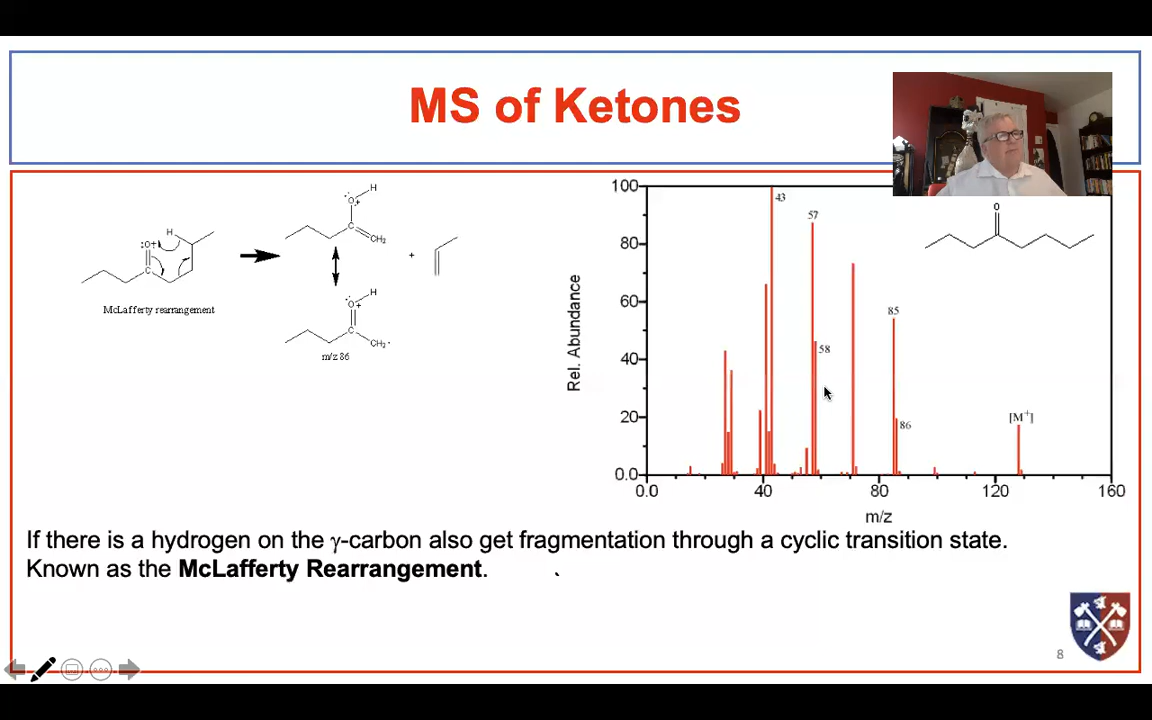 MS of Ketones
H
:O+
C
McLafferty rearrangement
H
:O:+
C
CH₂
+
H
:O+
C
CH₂·
m/z 86
Rel. Abundance
100
80
60
40
20
0.0
43
57
58
85
86
[M⁺]
0.0 40 80 120 160
m/z
O
If there is a hydrogen on the γ-carbon also get fragmentation through a cyclic transition state.
Known as the McLafferty Rearrangement.
8